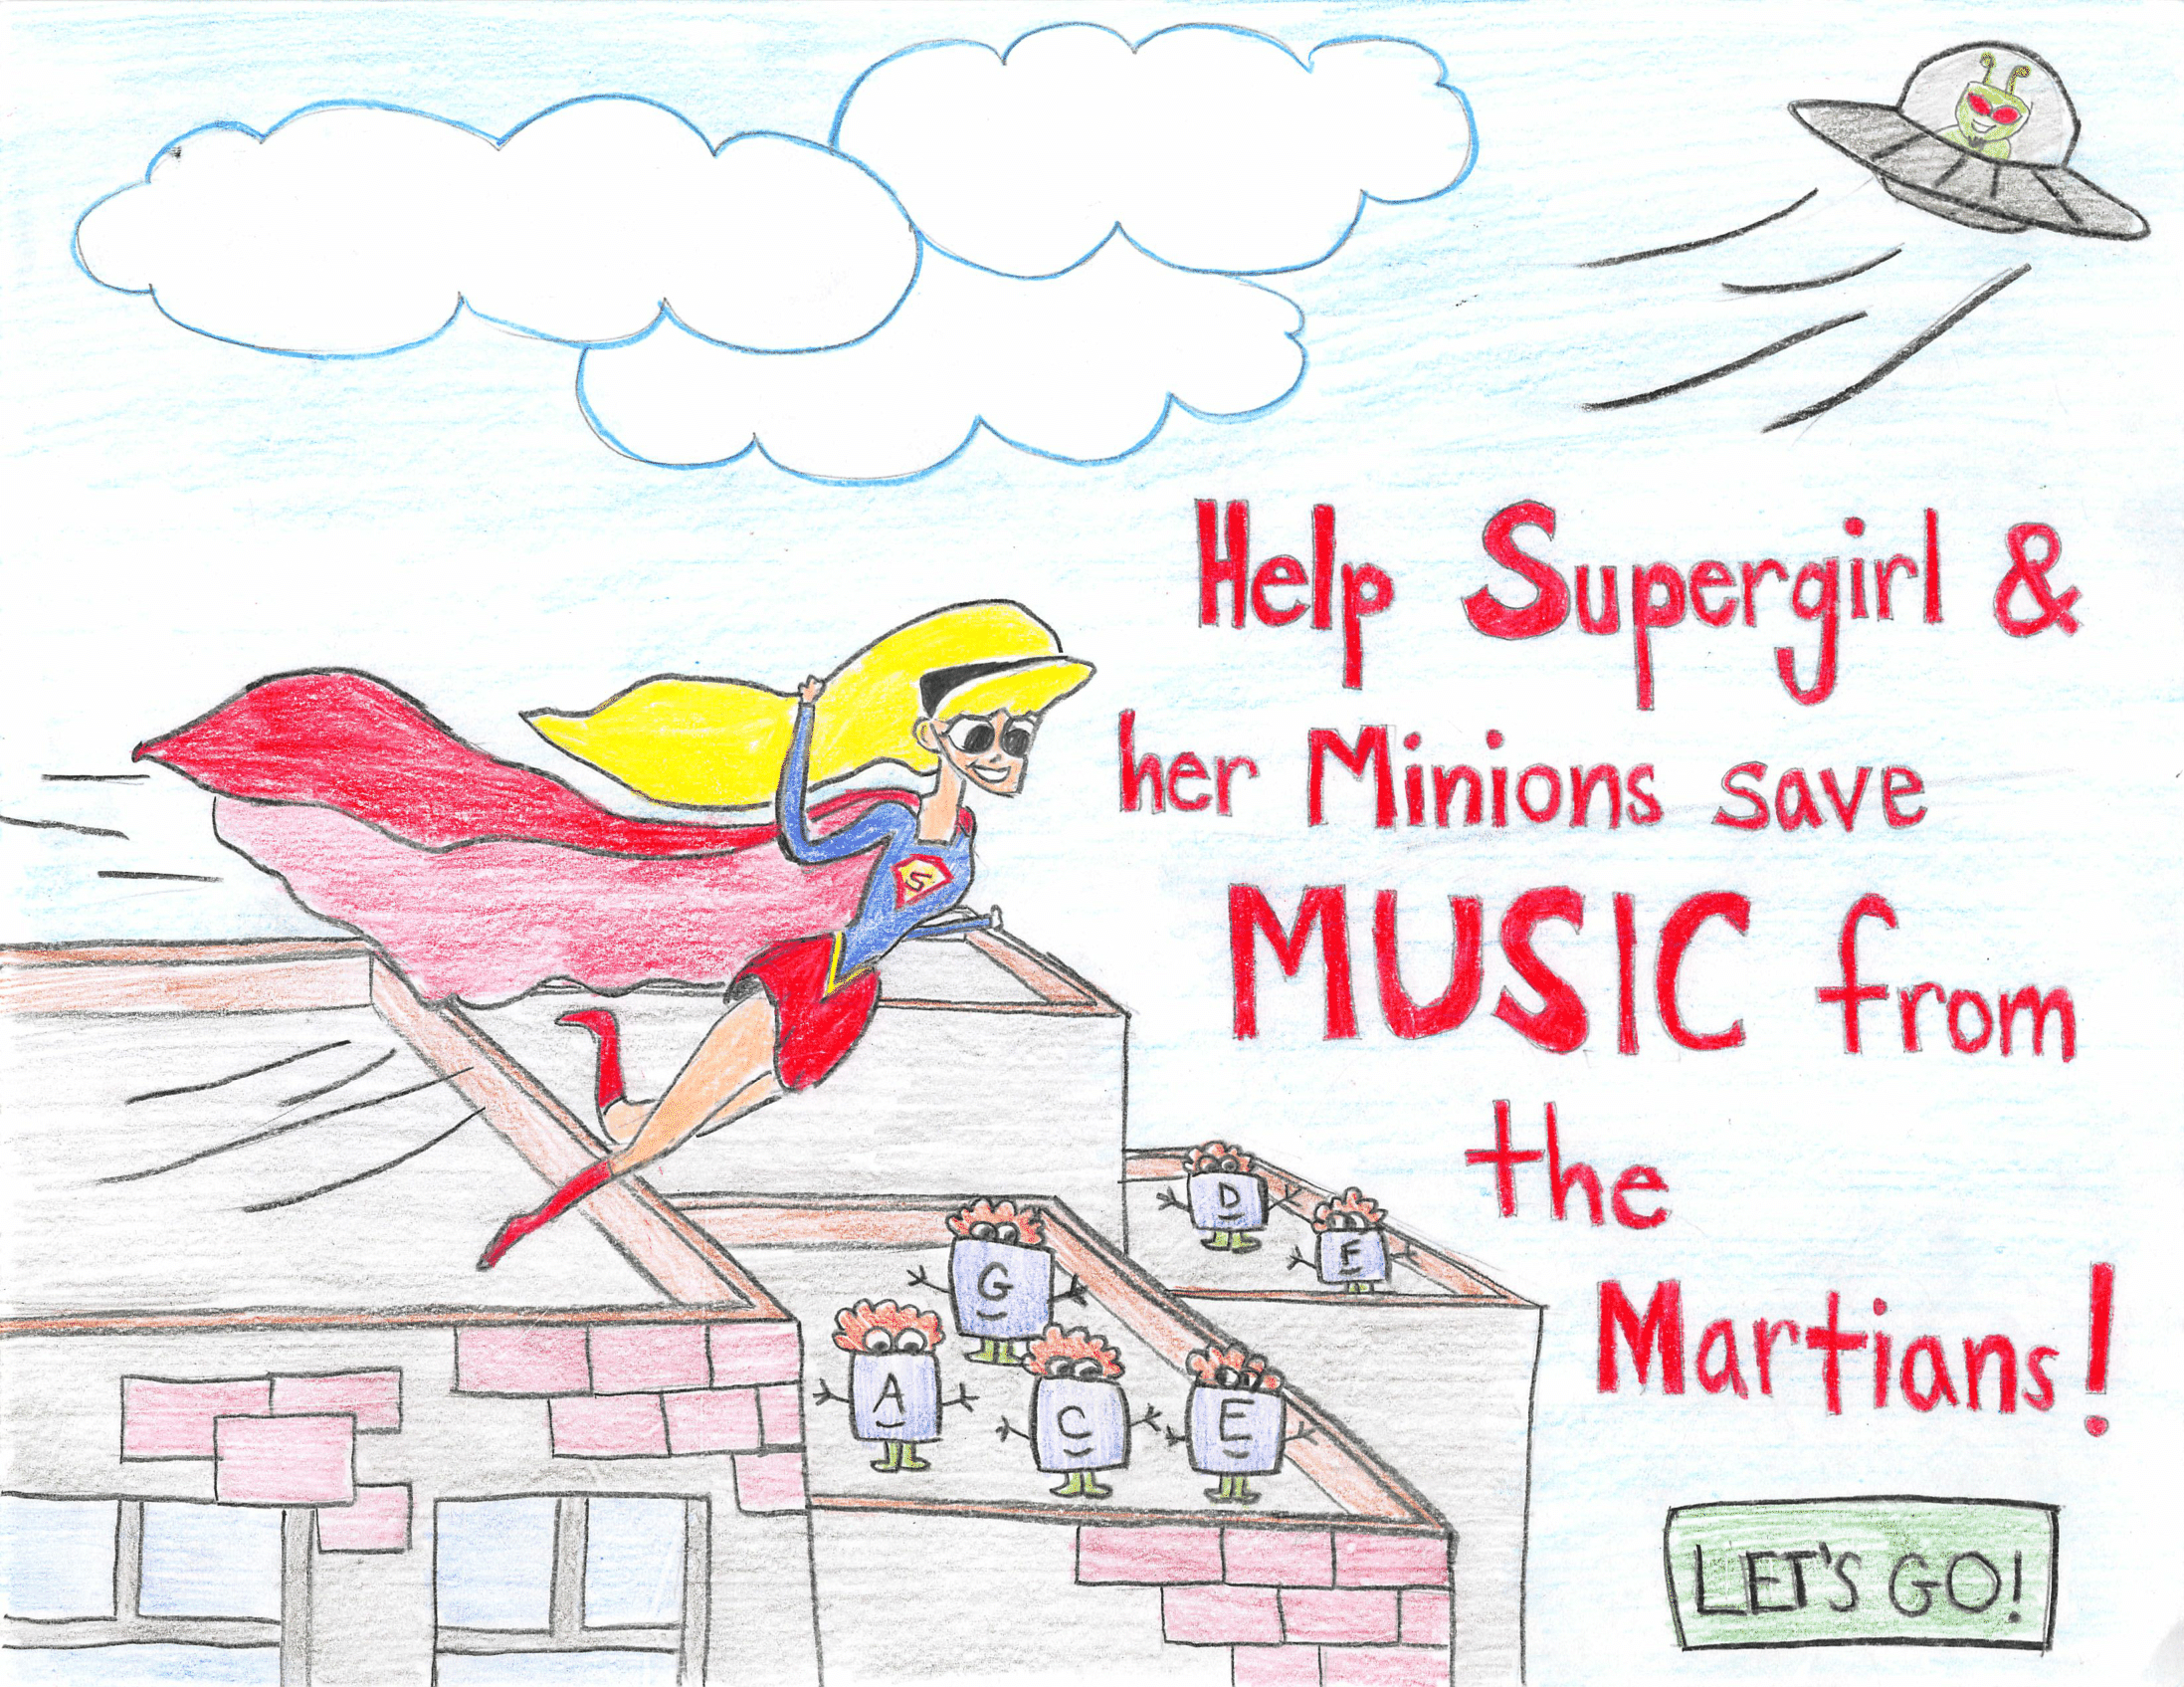 Help Supergirl &
her Minions save
MUSIC from
the
Martians!
S
D
F
G
A
C
E
LET'S GO!